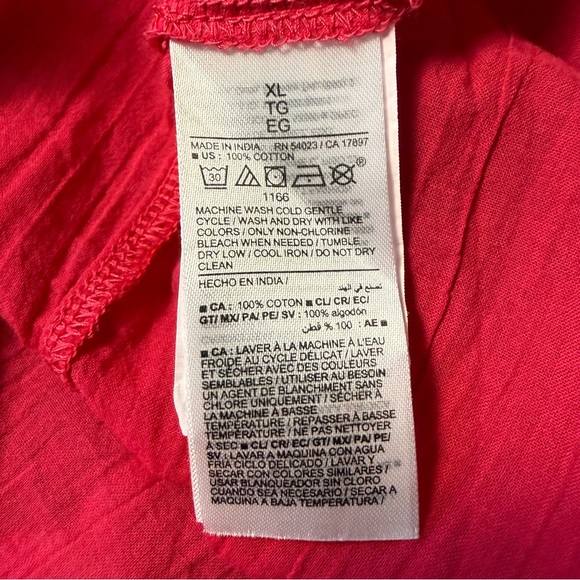 XL
TG
EG
MADE IN INDIA RN 54023 / CA 17897
■ US : 100% COTTON
30
1166
MACHINE WASH COLD GENTLE
CYCLE / WASH AND DRY WITH LIKE
COLORS / ONLY NON-CHLORINE
BLEACH WHEN NEEDED / TUMBLE
DRY LOW / COOL IRON / DO NOT DRY
CLEAN
HECHO EN INDIA / تصنع في الهند
■ CA : 100% COTON ■ CL/ CR/ EC/
GT/ MX/ PA/ PE/ SV : 100% algodón
■ AE : 100 % قطن
■ CA : LAVER À LA MACHINE À L'EAU
FROIDE AU CYCLE DÉLICAT / LAVER
ET SÉCHER AVEC DES COULEURS
SEMBLABLES / UTILISER AU BESOIN
UN AGENT DE BLANCHIMENT SANS
CHLORE UNIQUEMENT / SÉCHER À
LA MACHINE À BASSE
TEMPÉRATURE / REPASSER À BASSE
TEMPÉRATURE / NE PAS NETTOYER
À SEC ■ CL/ CR/ EC/ GT/ MX/ PA/ PE/
SV : LAVAR A MAQUINA CON AGUA
FRIA CICLO DELICADO / LAVAR Y
SECAR CON COLORES SIMILARES /
USAR BLANQUEADOR SIN CLORO
CUANDO SEA NECESARIO / SECAR A
MAQUINA A BAJA TEMPERATURA /